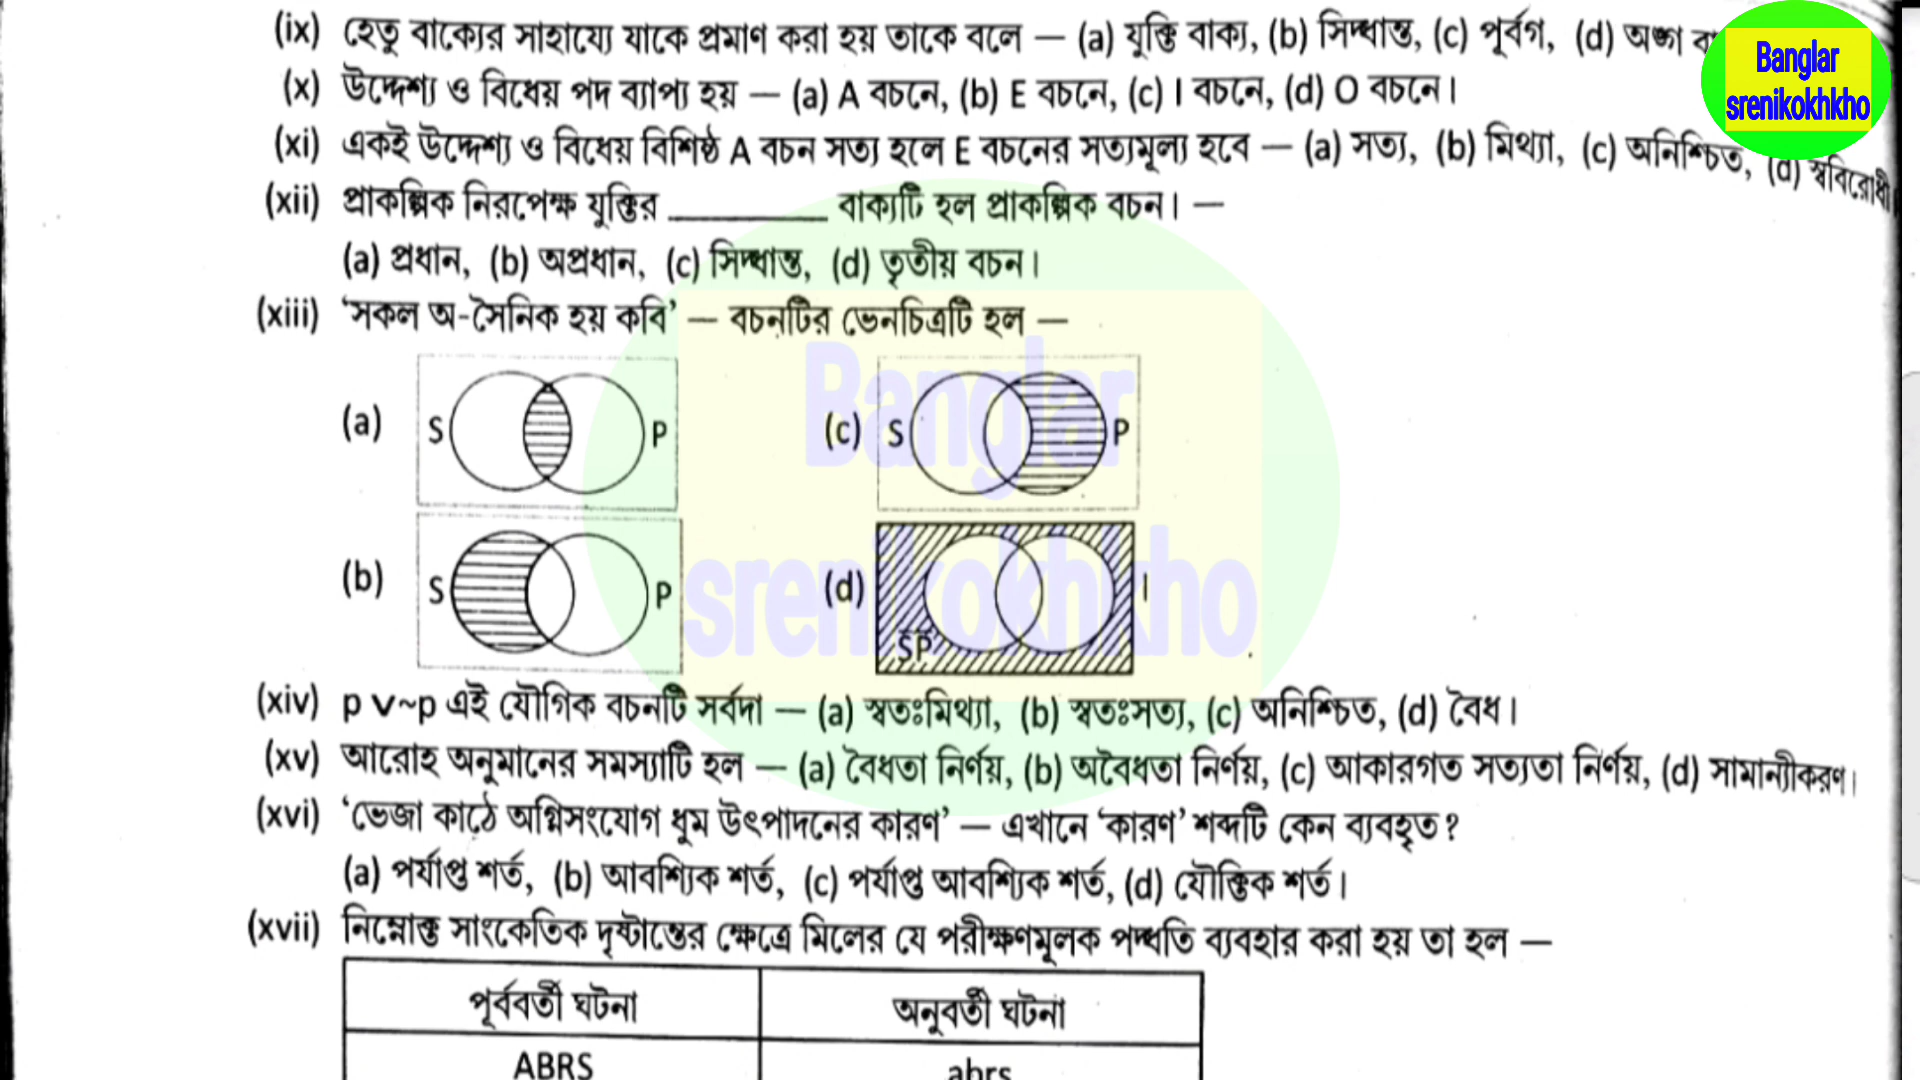 (ix) হেতু বাক্যের সাহায্যে যাকে প্রমাণ করা হয় তাকে বলে — (a) যুক্তি বাক্য, (b) সিদ্ধান্ত, (c) পূর্বগ, (d) অঙ্গ
Banglar
srenikokhkho
(x) উদ্দেশ্য ও বিধেয় পদ ব্যাপ্য হয় — (a) A বচনে, (b) E বচনে, (c) I বচনে, (d) O বচনে।
(xi) একই উদ্দেশ্য ও বিধেয় বিশিষ্ঠ A বচন সত্য হলে E বচনের সত্যমূল্য হবে — (a) সত্য, (b) মিথ্যা, (c) অনিশ্চিত, (d) স্ববিরোধী।
(xii) প্রাকল্পিক নিরপেক্ষ যুক্তির ________ বাক্যটি হল প্রাকল্পিক বচন। —
(a) প্রধান, (b) অপ্রধান, (c) সিদ্ধান্ত, (d) তৃতীয় বচন।
(xiii) ‘সকল অ-সৈনিক হয় কবি’ — বচনটির ভেনচিত্রটি হল —
(a) S P (c) S P
(b) S P (d) S̄P̄ I
Banglar
srenikokhkho
(xiv) p v ~p এই যৌগিক বচনটি সর্বদা — (a) স্বতঃমিথ্যা, (b) স্বতঃসত্য, (c) অনিশ্চিত, (d) বৈধ।
(xv) আরোহ অনুমানের সমস্যাটি হল — (a) বৈধতা নির্ণয়, (b) অবৈধতা নির্ণয়, (c) আকারগত সত্যতা নির্ণয়, (d) সামান্যীকরণ।
(xvi) ‘ভেজা কাঠে অগ্নিসংযোগ ধুম উৎপাদনের কারণ’ — এখানে ‘কারণ’ শব্দটি কেন ব্যবহৃত?
(a) পর্যাপ্ত শর্ত, (b) আবশ্যিক শর্ত, (c) পর্যাপ্ত আবশ্যিক শর্ত, (d) যৌক্তিক শর্ত।
(xvii) নিম্নোক্ত সাংকেতিক দৃষ্টান্তের ক্ষেত্রে মিলের যে পরীক্ষণমূলক পদ্ধতি ব্যবহার করা হয় তা হল —
পূর্ববর্তী ঘটনা অনুবর্তী ঘটনা
ABRS abrs